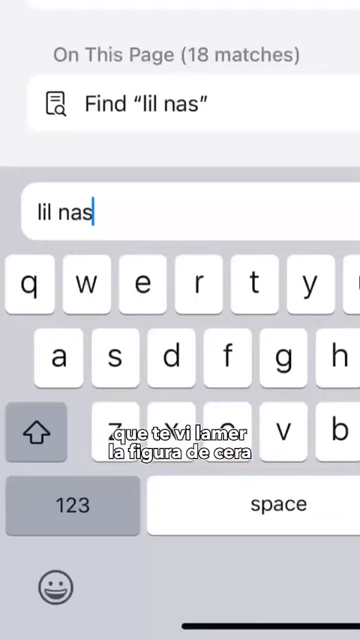 On This Page (18 matches)
Find “lil nas”
lil nas
q w e r t y
a s d f g h
z x c v b
que te vi lamer
la figura de cera
123 space